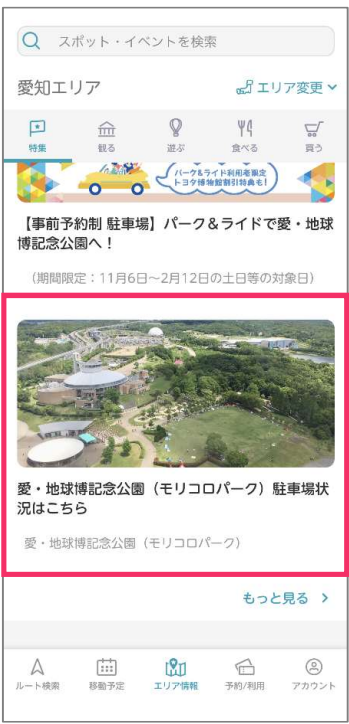 スポット・イベントを検索
愛知エリア
エリア変更
特集
観る
遊ぶ
食べる
買う
パーク&ライド利用者限定
トヨタ博物館割引特典も!
【事前予約制 駐車場】パーク&ライドで愛・地球
博記念公園へ!
(期間限定:11月6日~2月12日の土日等の対象日)
愛・地球博記念公園(モリコロパーク)駐車場状
況はこちら
愛・地球博記念公園(モリコロパーク)
もっと見る
ルート検索
移動予定
エリア情報
予約/利用
アカウント